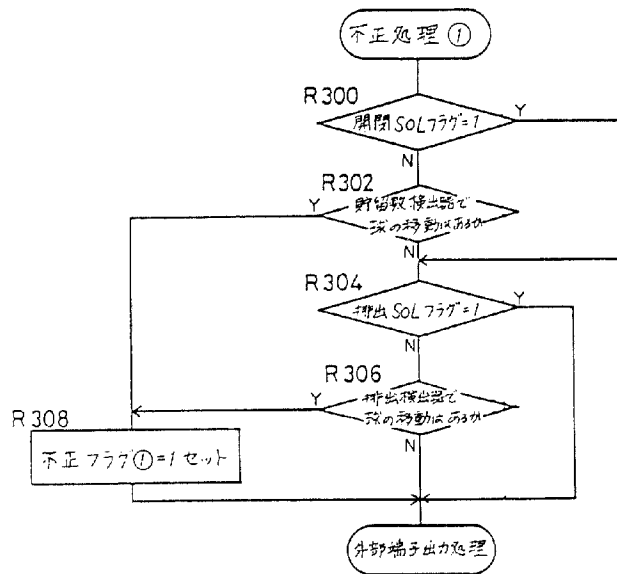 不正処理①
R300
開閉SOLフラグ=1
Y
N
R302
貯留数検出器で
球の移動はあるか
Y
N
R304
排出SOLフラグ=1
Y
N
R306
排出検出器で
球の移動はあるか
Y
N
R308
不正フラグ①=1セット
外部端子出力処理